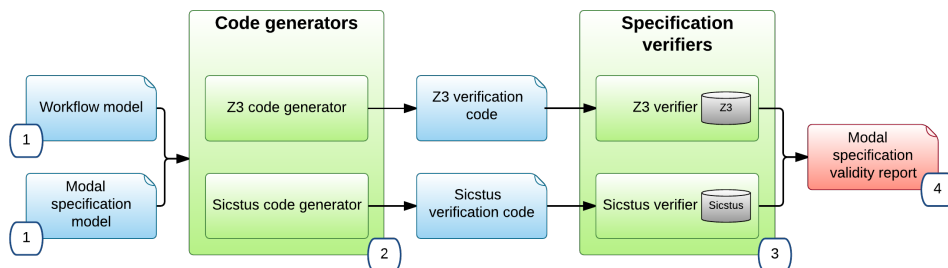 Code generators
Specification
verifiers
Workflow model
1
Modal
specification
model
1
Z3 code generator
Sicstus code generator
2
Z3 verification
code
Sicstus
verification code
Z3 verifier
Z3
Sicstus verifier
Sicstus
3
Modal
specification
validity report
4